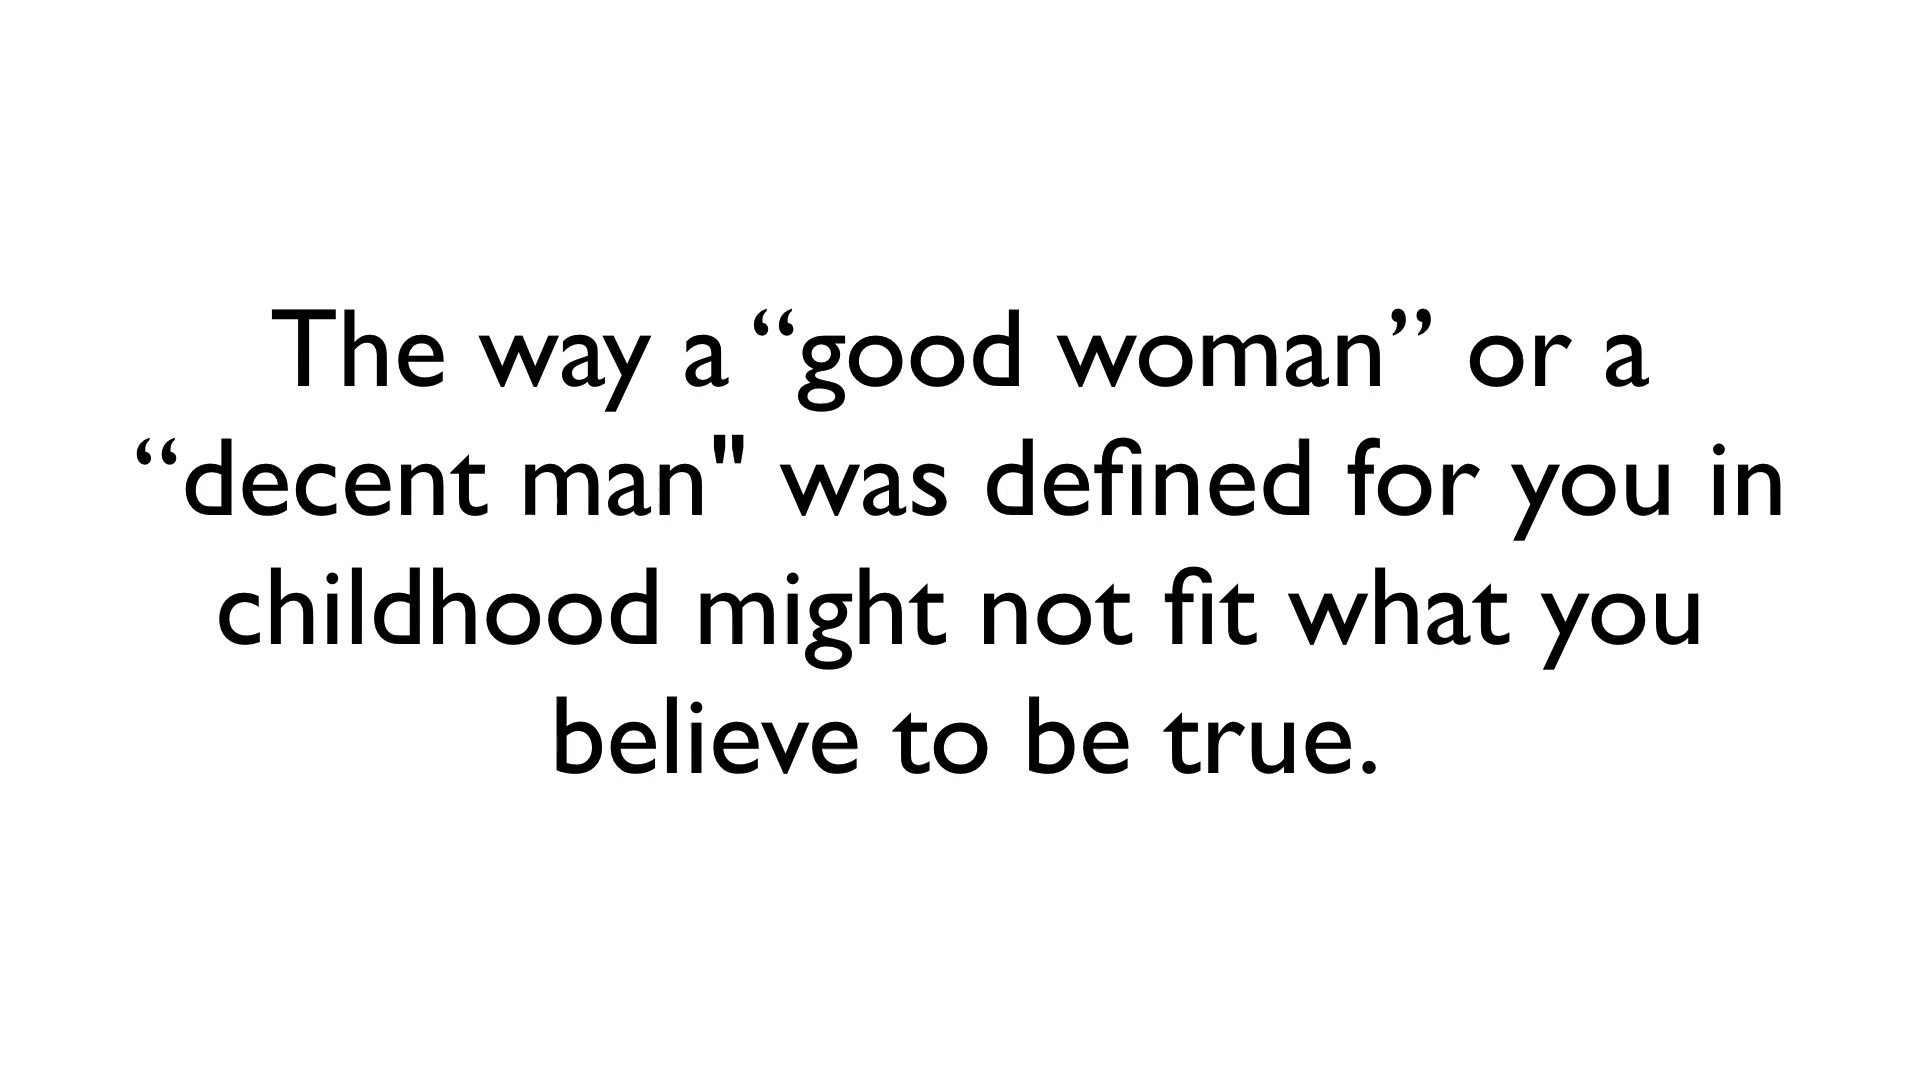 The way a “good woman” or a
“decent man" was defined for you in
childhood might not fit what you
believe to be true.